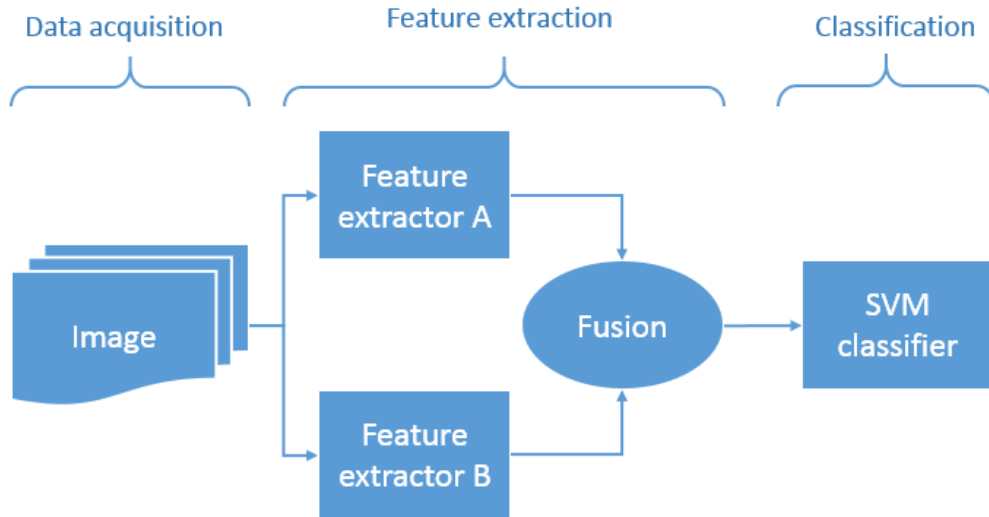 Data acquisition
Feature extraction
Classification
Feature
extractor A
Image
Fusion
SVM
classifier
Feature
extractor B